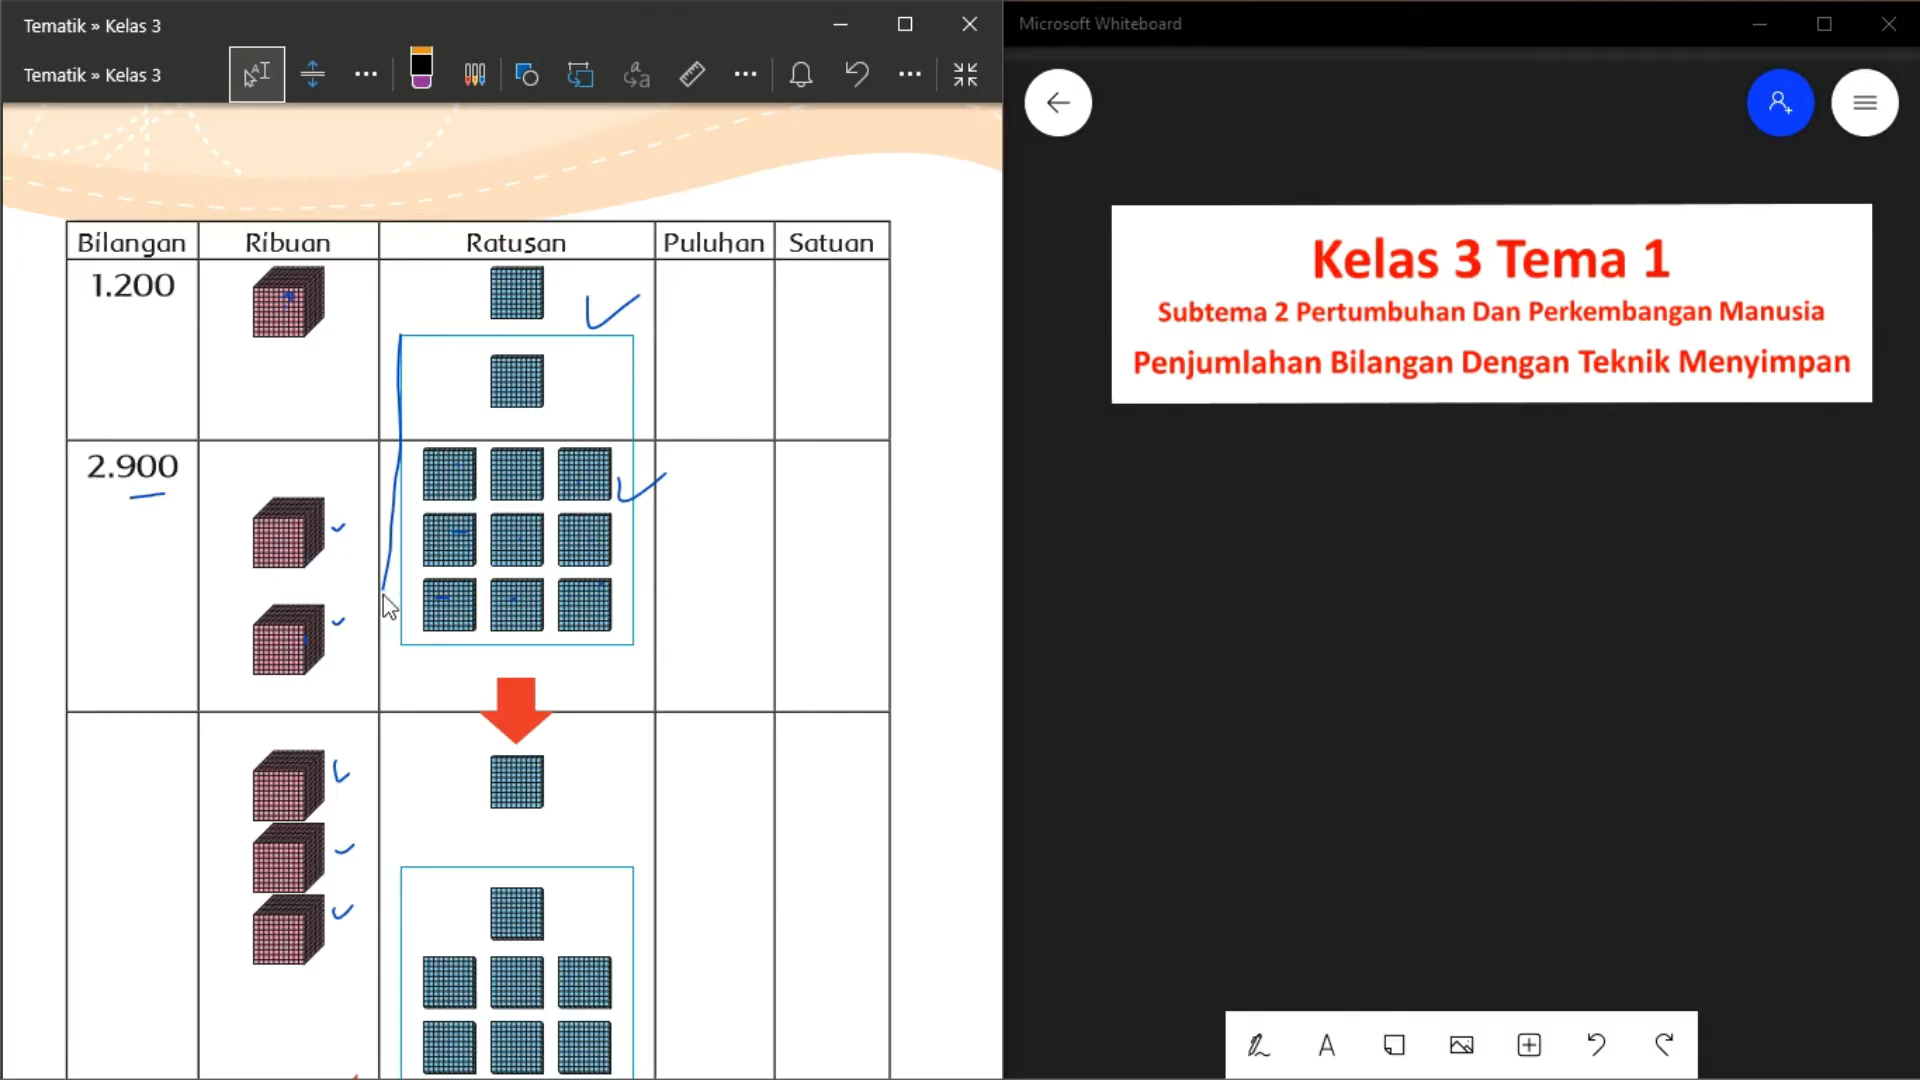 Tematik » Kelas 3
Tematik » Kelas 3
Bilangan Ribuan Ratusan Puluhan Satuan
1.200
2.900
Microsoft Whiteboard
Kelas 3 Tema 1
Subtema 2 Pertumbuhan Dan Perkembangan Manusia
Penjumlahan Bilangan Dengan Teknik Menyimpan